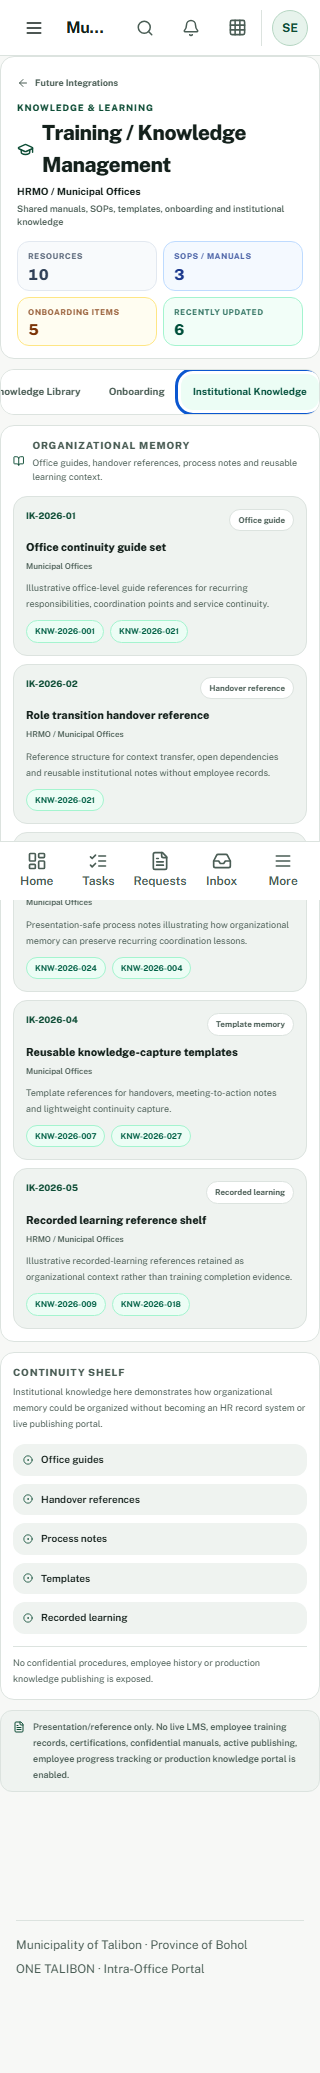 Mu...
SE
Future Integrations
KNOWLEDGE & LEARNING
Training / Knowledge
Management
HRMO / Municipal Offices
Shared manuals, SOPs, templates, onboarding and institutional
knowledge
RESOURCES
10
SOPS / MANUALS
3
ONBOARDING ITEMS
5
RECENTLY UPDATED
6
nowledge Library
Onboarding
Institutional Knowledge
ORGANIZATIONAL MEMORY
Office guides, handover references, process notes and reusable
learning context.
IK-2026-01
Office guide
Office continuity guide set
Municipal Offices
Illustrative office-level guide references for recurring
responsibilities, coordination points and service continuity.
KNW-2026-001
KNW-2026-021
IK-2026-02
Handover reference
Role transition handover reference
HRMO / Municipal Offices
Reference structure for context transfer, open dependencies
and reusable institutional notes without employee records.
KNW-2026-021
Home
Tasks
Requests
Inbox
More
Municipal Offices
Presentation-safe process notes illustrating how organizational
memory can preserve recurring coordination lessons.
KNW-2026-024
KNW-2026-004
IK-2026-04
Template memory
Reusable knowledge-capture templates
Municipal Offices
Template references for handovers, meeting-to-action notes
and lightweight continuity capture.
KNW-2026-007
KNW-2026-027
IK-2026-05
Recorded learning
Recorded learning reference shelf
HRMO / Municipal Offices
Illustrative recorded-learning references retained as
organizational context rather than training completion evidence.
KNW-2026-009
KNW-2026-018
CONTINUITY SHELF
Institutional knowledge here demonstrates how organizational
memory could be organized without becoming an HR record system or
live publishing portal.
Office guides
Handover references
Process notes
Templates
Recorded learning
No confidential procedures, employee history or production
knowledge publishing is exposed.
Presentation/reference only. No live LMS, employee training
records, certifications, confidential manuals, active publishing,
employee progress tracking or production knowledge portal is
enabled.
Municipality of Talibon · Province of Bohol
ONE TALIBON · Intra-Office Portal